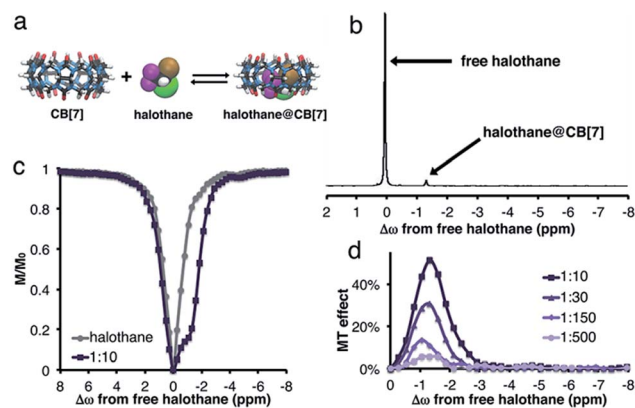 a
CB[7]
+
halothane
halothane@CB[7]
b
free halothane
halothane@CB[7]
2 1 0 -1 -2 -3 -4 -5 -6 -7 -8
Δω from free halothane (ppm)
c
M/M₀
1
0.8
0.6
0.4
0.2
0
halothane
1:10
8 6 4 2 0 -2 -4 -6 -8
Δω from free halothane (ppm)
d
MT effect
40%
20%
0%
1:10
1:30
1:150
1:500
0 -1 -2 -3 -4 -5 -6 -7 -8
Δω from free halothane (ppm)